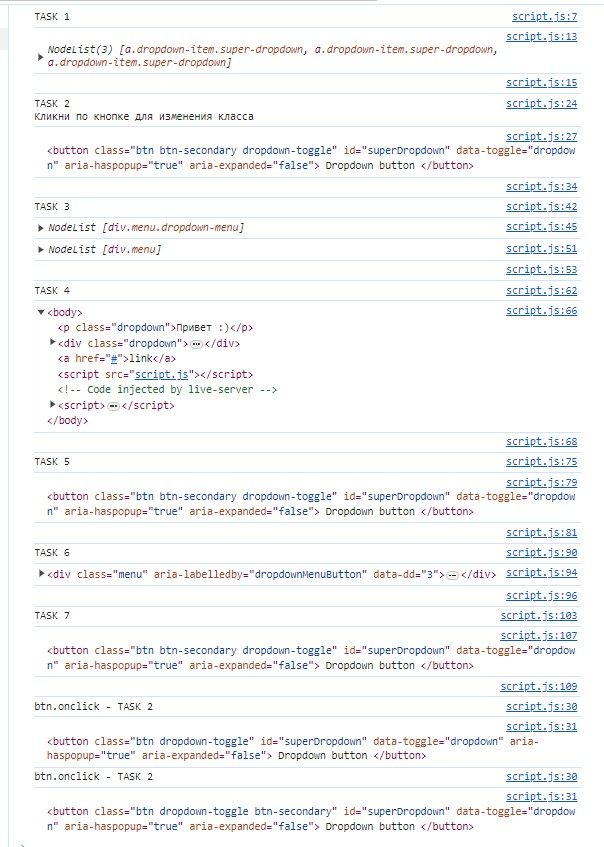 TASK 1 script.js:7
script.js:13
NodeList(3) [a.dropdown-item.super-dropdown, a.dropdown-item.super-dropdown,
a.dropdown-item.super-dropdown]
script.js:15
TASK 2 script.js:24
Кликни по кнопке для изменения класса
script.js:27
<button class="btn btn-secondary dropdown-toggle" id="superDropdown" data-toggle="dropdow
n" aria-haspopup="true" aria-expanded="false"> Dropdown button </button>
script.js:34
TASK 3 script.js:42
NodeList [div.menu.dropdown-menu] script.js:45
NodeList [div.menu] script.js:51
script.js:53
TASK 4 script.js:62
<body> script.js:66
<p class="dropdown">Привет :)</p>
<div class="dropdown">…</div>
<a href="#">link</a>
<script src="script.js"></script>
<!-- Code injected by live-server -->
<script>…</script>
</body>
script.js:68
TASK 5 script.js:75
script.js:79
<button class="btn btn-secondary dropdown-toggle" id="superDropdown" data-toggle="dropdow
n" aria-haspopup="true" aria-expanded="false"> Dropdown button </button>
script.js:81
TASK 6 script.js:90
<div class="menu" aria-labelledby="dropdownMenuButton" data-dd="3">…</div> script.js:94
script.js:96
TASK 7 script.js:103
script.js:107
<button class="btn btn-secondary dropdown-toggle" id="superDropdown" data-toggle="dropdow
n" aria-haspopup="true" aria-expanded="false"> Dropdown button </button>
script.js:109
btn.onclick - TASK 2 script.js:30
script.js:31
<button class="btn dropdown-toggle" id="superDropdown" data-toggle="dropdown" aria-
haspopup="true" aria-expanded="false"> Dropdown button </button>
btn.onclick - TASK 2 script.js:30
script.js:31
<button class="btn dropdown-toggle btn-secondary" id="superDropdown" data-toggle="dropdow
n" aria-haspopup="true" aria-expanded="false"> Dropdown button </button>